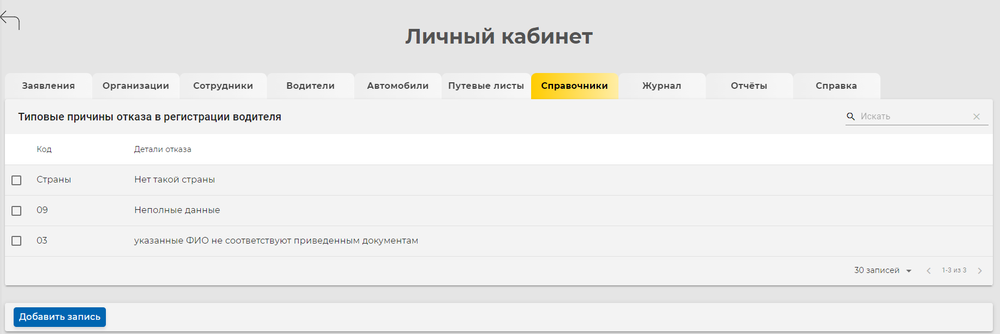 Личный кабинет
Заявления Организации Сотрудники Водители Автомобили Путевые листы Справочники Журнал Отчёты Справка
Типовые причины отказа в регистрации водителя Искать
Код Детали отказа
Страны Нет такой страны
09 Неполные данные
03 указанные ФИО не соответствуют приведенным документам
30 записей 1-3 из 3
Добавить запись